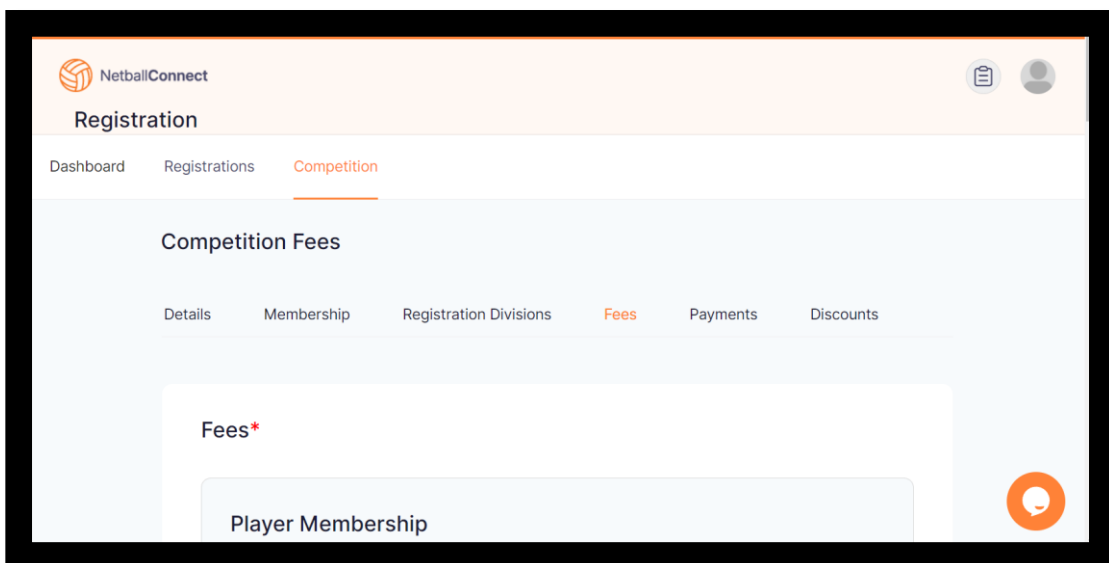 NetballConnect
Registration
Dashboard Registrations Competition
Competition Fees
Details Membership Registration Divisions Fees Payments Discounts
Fees*
Player Membership